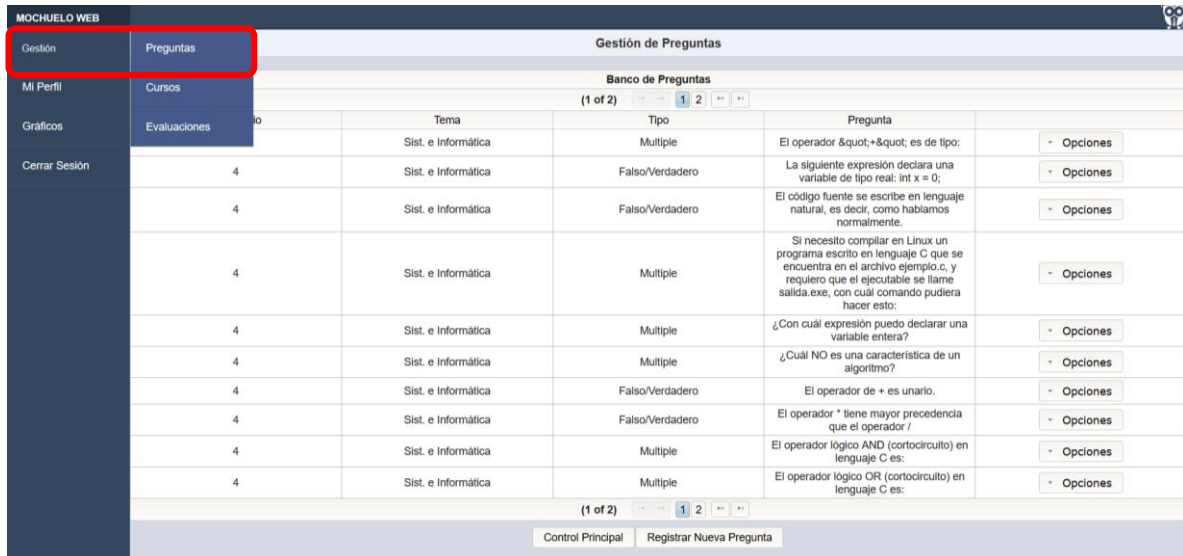 MOCHUELO WEB
Gestión
Preguntas
Gestión de Preguntas
Mi Perfil
Cursos
Banco de Preguntas
(1 of 2) 1 2
Gráficos
Evaluaciones
Tema Tipo Pregunta
Sist. e Informática Multiple El operador &quot;+&quot; es de tipo: Opciones
Cerrar Sesión
4 Sist. e Informática Falso/Verdadero La siguiente expresión declara una
variable de tipo real: int x = 0; Opciones
4 Sist. e Informática Falso/Verdadero El código fuente se escribe en lenguaje
natural, es decir, como hablamos
normalmente. Opciones
4 Sist. e Informática Multiple Si necesito compilar en Linux un
programa escrito en lenguaje C que se
encuentra en el archivo ejemplo.c, y
requiero que el ejecutable se llame
salida.exe, con cuál comando pudiera
hacer esto: Opciones
4 Sist. e Informática Multiple ¿Con cuál expresión puedo declarar una
variable entera? Opciones
4 Sist. e Informática Multiple ¿Cuál NO es una característica de un
algoritmo? Opciones
4 Sist. e Informática Falso/Verdadero El operador de + es unario. Opciones
4 Sist. e Informática Falso/Verdadero El operador * tiene mayor precedencia
que el operador / Opciones
4 Sist. e Informática Multiple El operador lógico AND (cortocircuito) en
lenguaje C es: Opciones
4 Sist. e Informática Multiple El operador lógico OR (cortocircuito) en
lenguaje C es: Opciones
(1 of 2) 1 2
Control Principal Registrar Nueva Pregunta